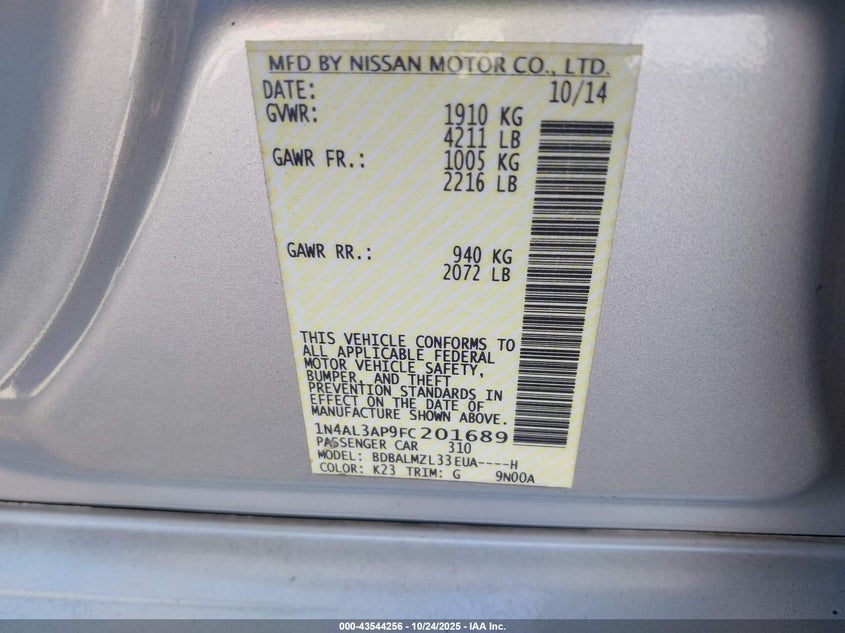 MFD BY NISSAN MOTOR CO., LTD.
DATE: 10/14
GVWR: 1910 KG
4211 LB
GAWR FR.: 1005 KG
2216 LB
GAWR RR.: 940 KG
2072 LB
THIS VEHICLE CONFORMS TO
ALL APPLICABLE FEDERAL
MOTOR VEHICLE SAFETY,
BUMPER, AND THEFT
PREVENTION STANDARDS IN
EFFECT ON THE DATE OF
MANUFACTURE SHOWN ABOVE.
1N4AL3AP9FC201689
PASSENGER CAR 310
MODEL: BDBALMZL33EUA----H
COLOR: K23 TRIM: G 9N00A
000-43544256 - 10/24/2025 - IAA Inc.